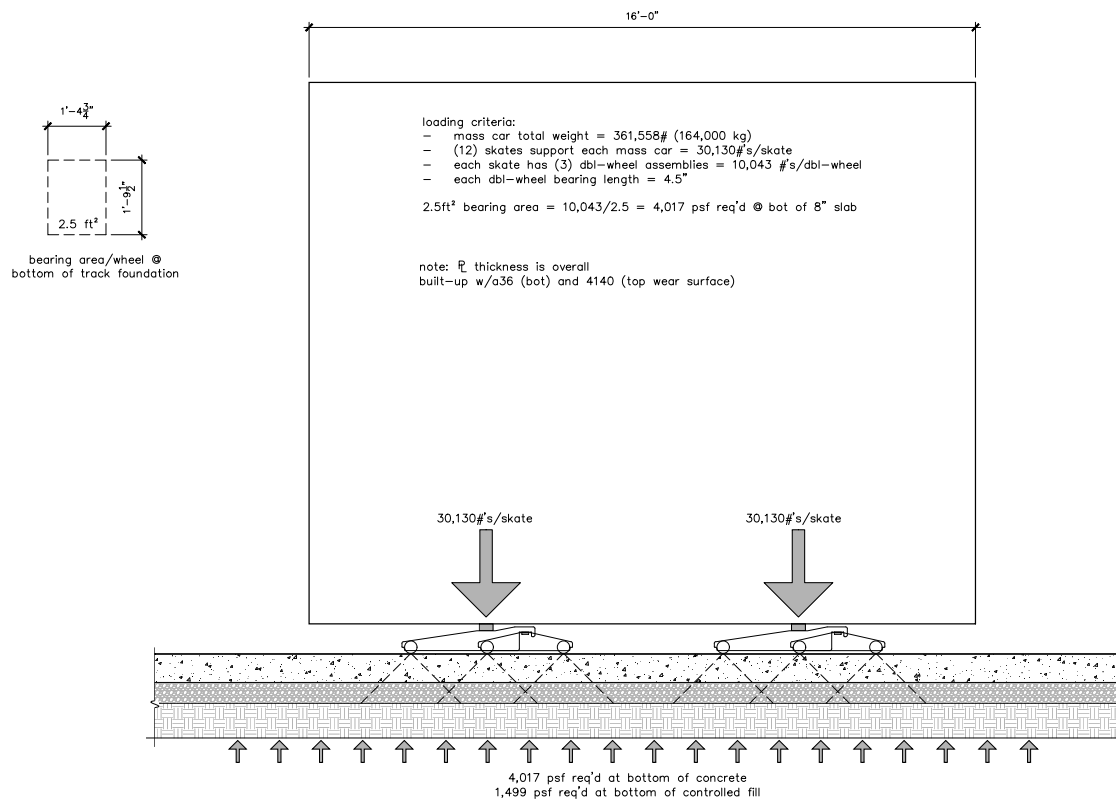 16'-0"
1'-4 3/4"
1'-9 1/2"
2.5 ft²
bearing area/wheel @
bottom of track foundation
loading criteria:
- mass car total weight = 361,558# (164,000 kg)
- (12) skates support each mass car = 30,130#'s/skate
- each skate has (3) dbl-wheel assemblies = 10,043 #'s/dbl-wheel
- each dbl-wheel bearing length = 4.5"
2.5ft² bearing area = 10,043/2.5 = 4,017 psf req'd @ bot of 8" slab
note: PL thickness is overall
built-up w/a36 (bot) and 4140 (top wear surface)
30,130#'s/skate
30,130#'s/skate
4,017 psf req'd at bottom of concrete
1,499 psf req'd at bottom of controlled fill